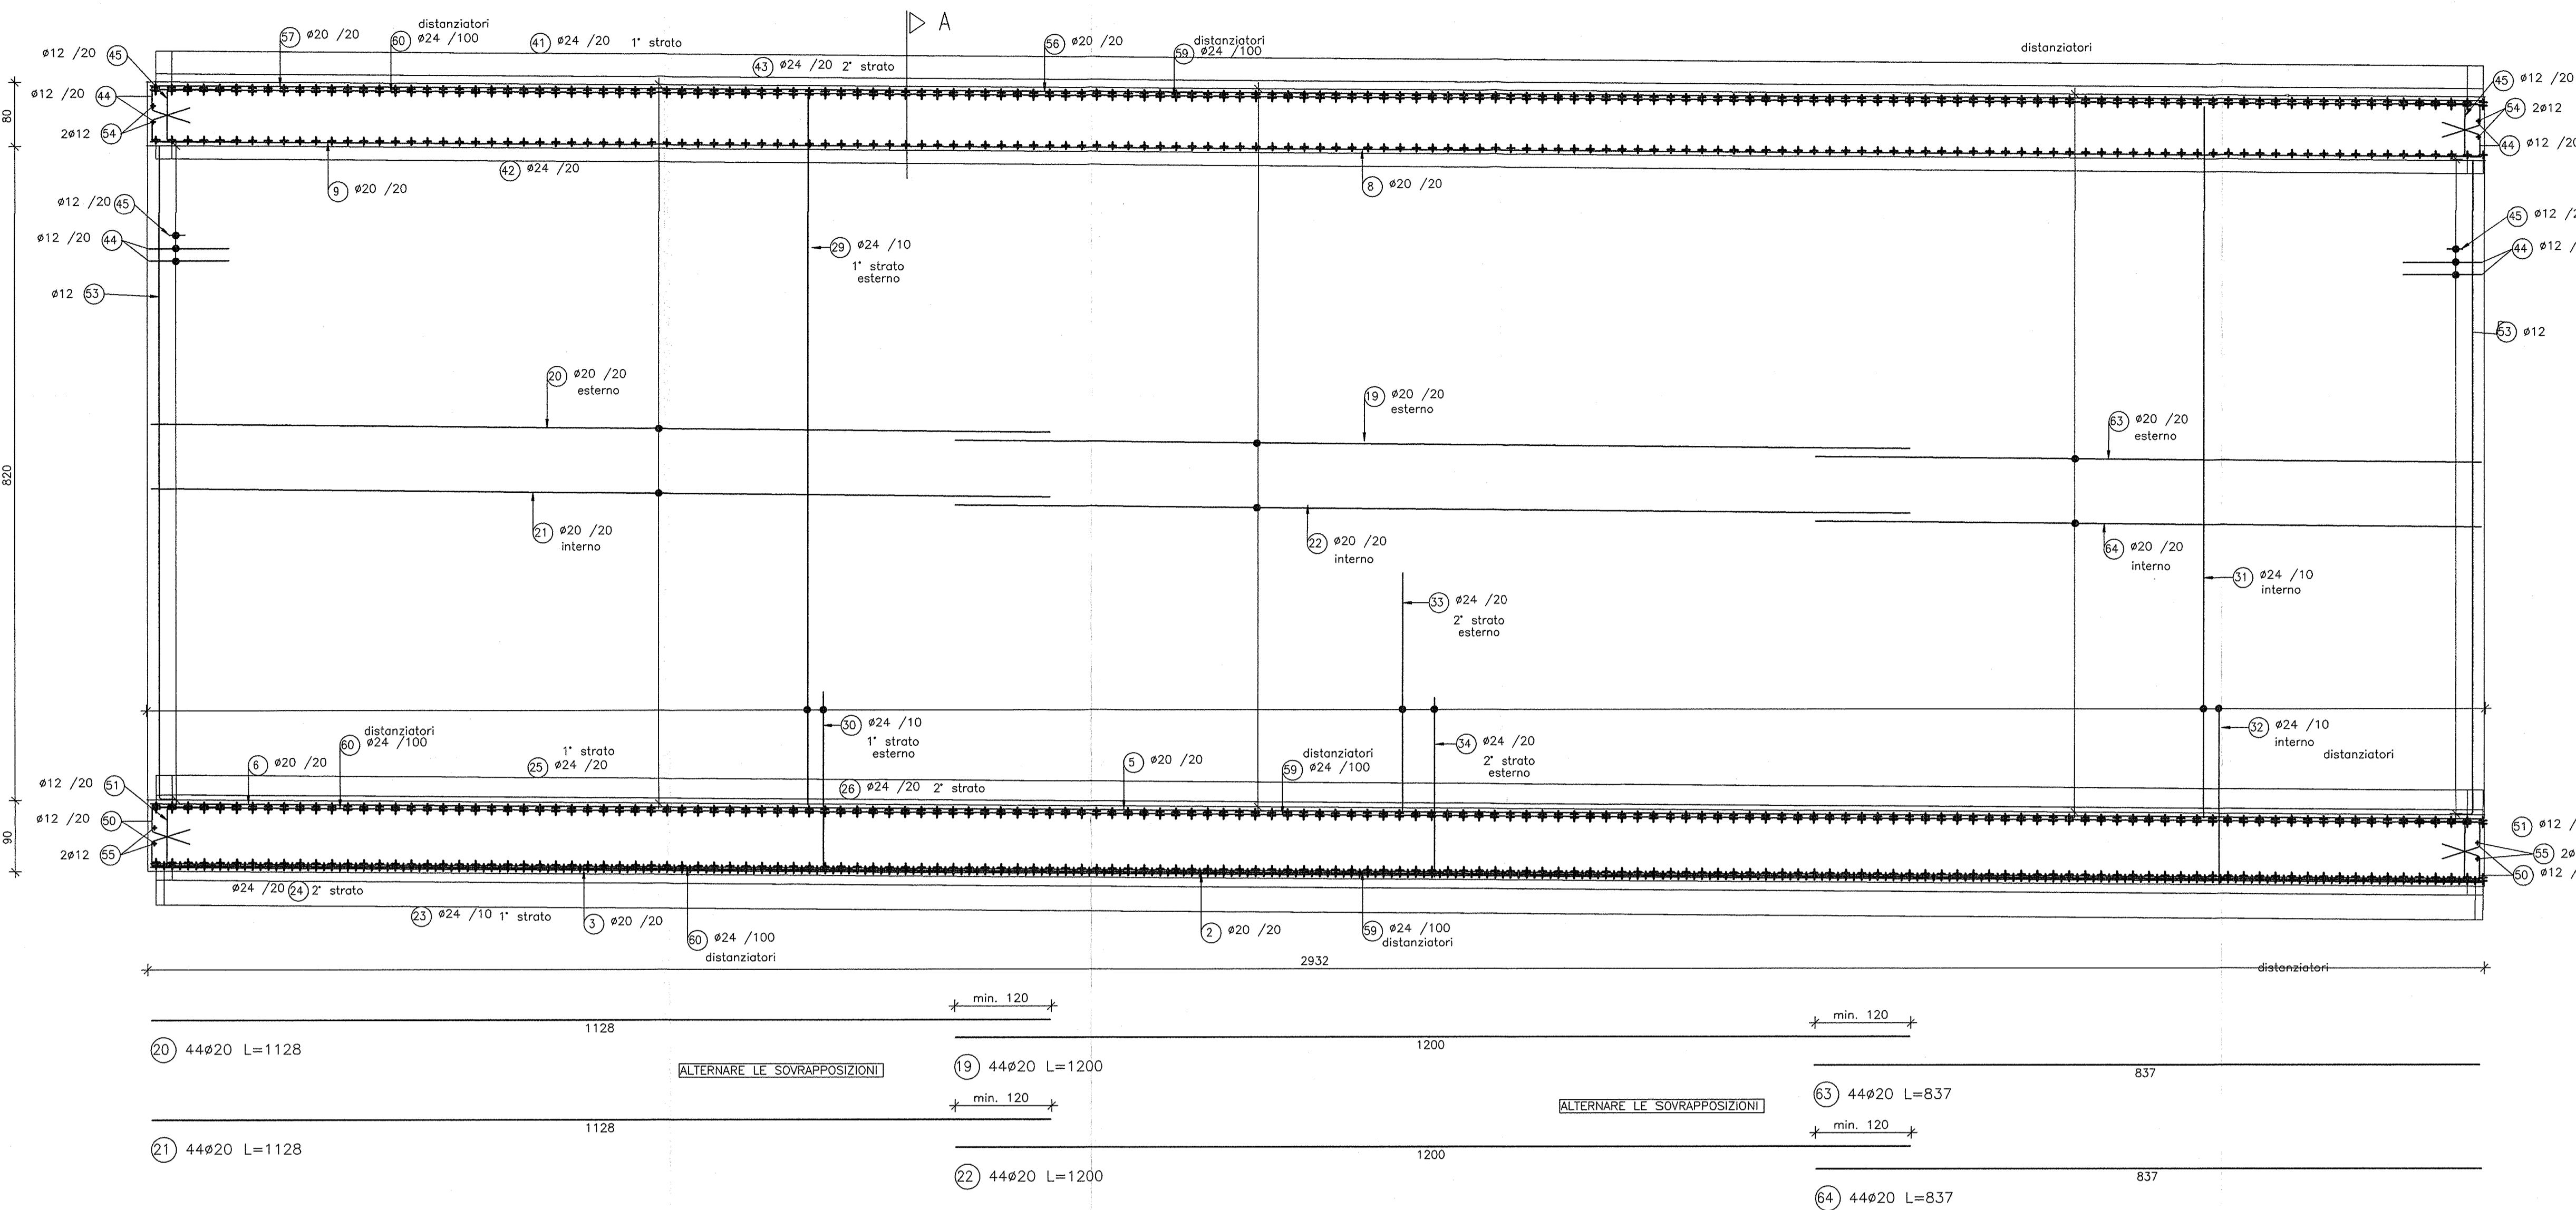 A
distanziatori
57 ø20 /20
60 ø24 /100
41 ø24 /20 1° strato
56 ø20 /20
distanziatori
59 ø24 /100
distanziatori
ø12 /20 45
43 ø24 /20 2° strato
45 ø12 /20
ø12 /20 44
54 2ø12
80
2ø12 54
44 ø12 /20
42 ø24 /20
9 ø20 /20
8 ø20 /20
ø12 /20 45
45 ø12 /
ø12 /20 44
44 ø12 /
29 ø24 /10
1° strato
esterno
ø12 53
53 ø12
20 ø20 /20
esterno
19 ø20 /20
esterno
63 ø20 /20
esterno
820
21 ø20 /20
interno
22 ø20 /20
interno
64 ø20 /20
interno
31 ø24 /10
interno
33 ø24 /20
2° strato
esterno
30 ø24 /10
1° strato
esterno
32 ø24 /10
interno
34 ø24 /20
2° strato
esterno
distanziatori
60 ø24 /100
6 ø20 /20
1° strato
25 ø24 /20
5 ø20 /20
distanziatori
59 ø24 /100
distanziatori
ø12 /20 51
26 ø24 /20 2° strato
ø12 /20 50
51 ø12 /
90
2ø12 55
55 2ø
50 ø12 /
ø24 /20 24 2° strato
23 ø24 /10 1° strato
3 ø20 /20
60 ø24 /100
distanziatori
2 ø20 /20
59 ø24 /100
distanziatori
2932
distanziatori
min. 120
1128
20 44ø20 L=1128
min. 120
1200
19 44ø20 L=1200
ALTERNARE LE SOVRAPPOSIZIONI
837
63 44ø20 L=837
min. 120
1128
21 44ø20 L=1128
ALTERNARE LE SOVRAPPOSIZIONI
min. 120
1200
22 44ø20 L=1200
837
64 44ø20 L=837